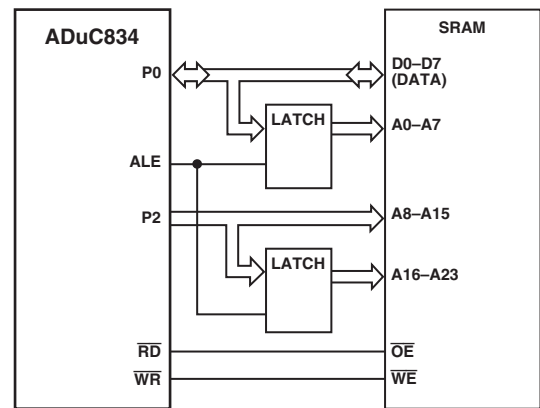 ADuC834
SRAM
P0
D0–D7
(DATA)
LATCH
A0–A7
ALE
P2
A8–A15
LATCH
A16–A23
RD
OE
WR
WE